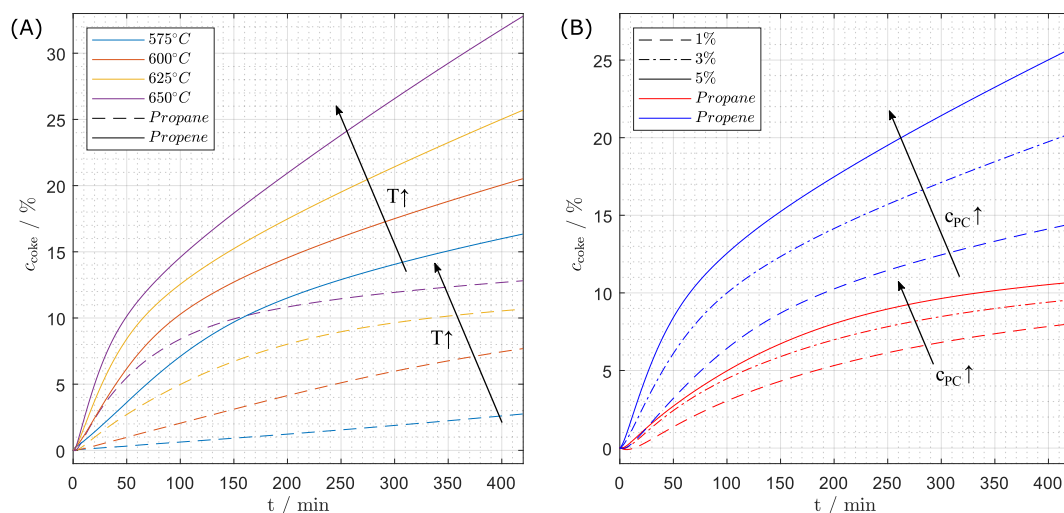 (A)
575°C
600°C
625°C
650°C
Propane
Propene
T↑
T↑
30
25
20
15
10
5
0
c_coke / %
0 50 100 150 200 250 300 350 400
t / min
(B)
1%
3%
5%
Propane
Propene
c_PC↑
c_PC↑
25
20
15
10
5
0
c_coke / %
0 50 100 150 200 250 300 350 400
t / min